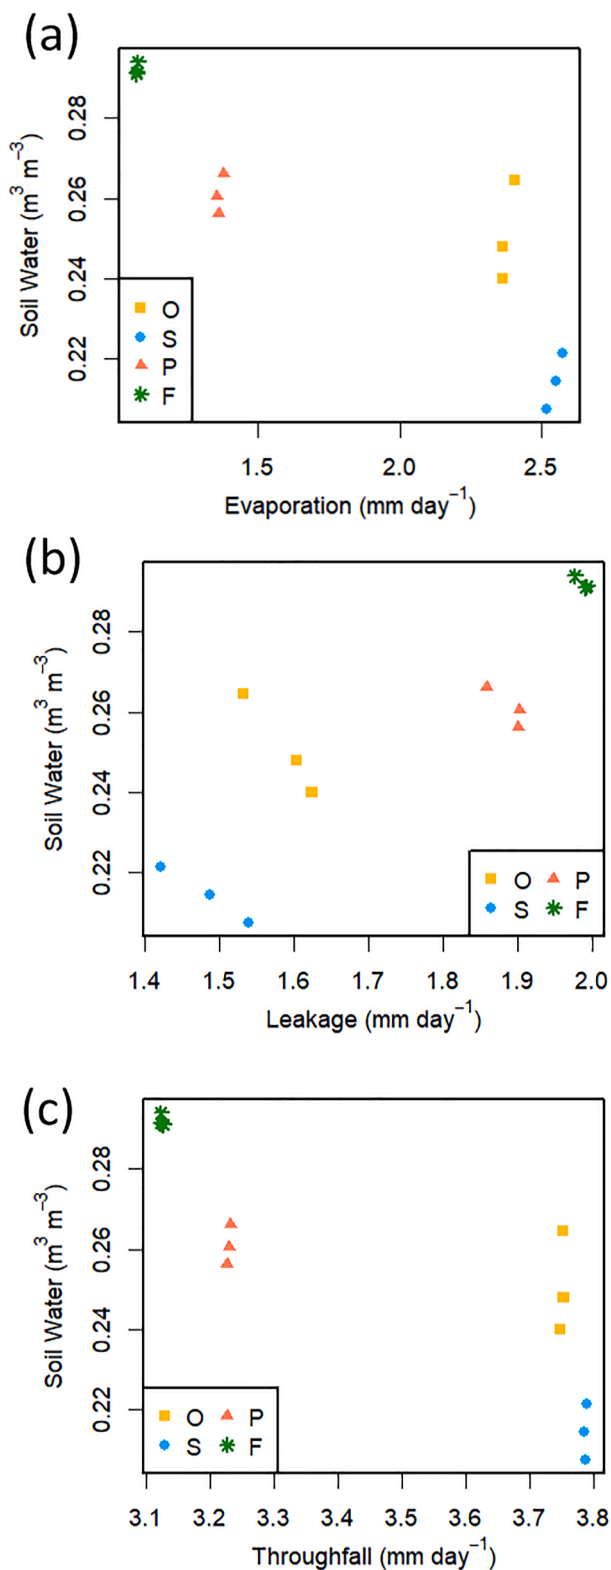 (a)
Soil Water (m³ m⁻³)
0.28
0.26
0.24
0.22
O
S
P
F
1.5 2.0 2.5
Evaporation (mm day⁻¹)
(b)
Soil Water (m³ m⁻³)
0.28
0.26
0.24
0.22
O P
S F
1.4 1.5 1.6 1.7 1.8 1.9 2.0
Leakage (mm day⁻¹)
(c)
Soil Water (m³ m⁻³)
0.28
0.26
0.24
0.22
O P
S F
3.1 3.2 3.3 3.4 3.5 3.6 3.7 3.8
Throughfall (mm day⁻¹)